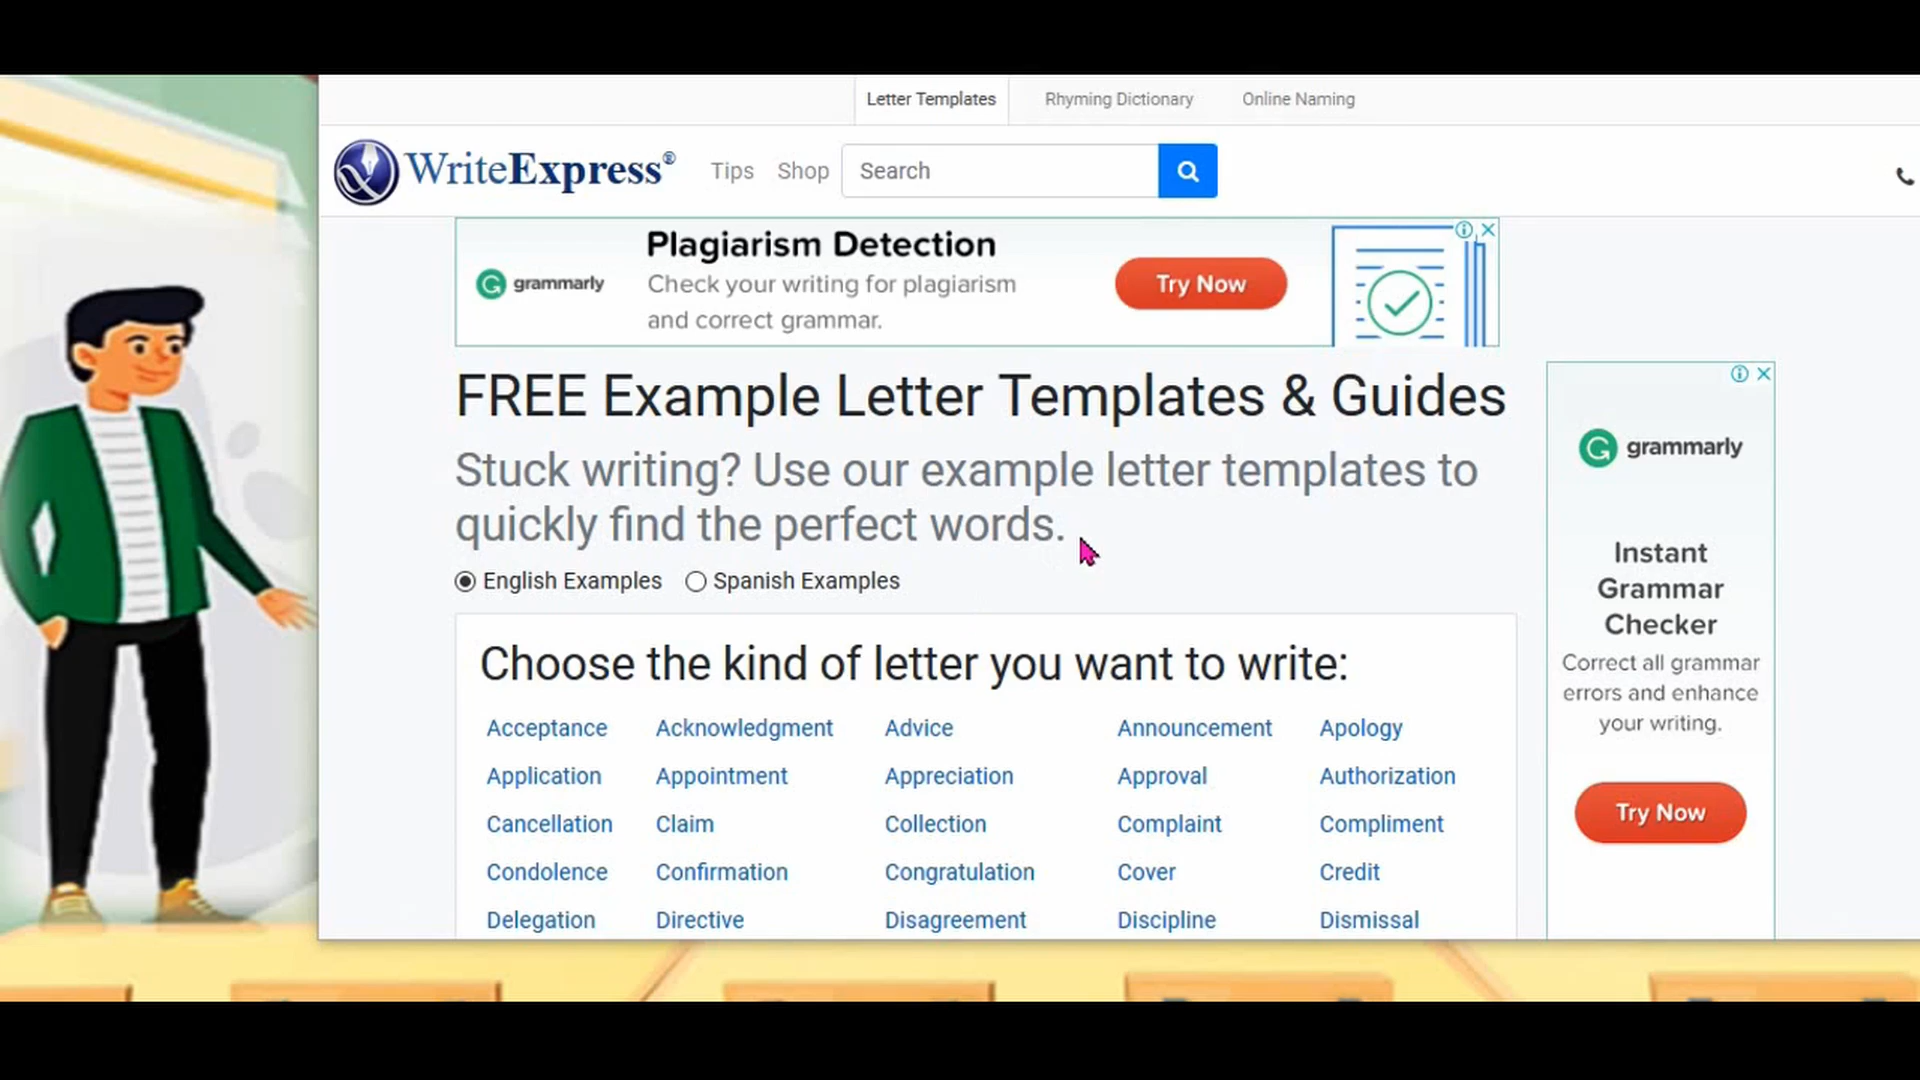 Letter Templates Rhyming Dictionary Online Naming
WriteExpress® Tips Shop Search
grammarly
Plagiarism Detection
Check your writing for plagiarism
and correct grammar.
Try Now
FREE Example Letter Templates & Guides
Stuck writing? Use our example letter templates to
quickly find the perfect words.
English Examples Spanish Examples
Choose the kind of letter you want to write:
Acceptance Acknowledgment Advice Announcement Apology
Application Appointment Appreciation Approval Authorization
Cancellation Claim Collection Complaint Compliment
Condolence Confirmation Congratulation Cover Credit
Delegation Directive Disagreement Discipline Dismissal
grammarly
Instant
Grammar
Checker
Correct all grammar
errors and enhance
your writing.
Try Now